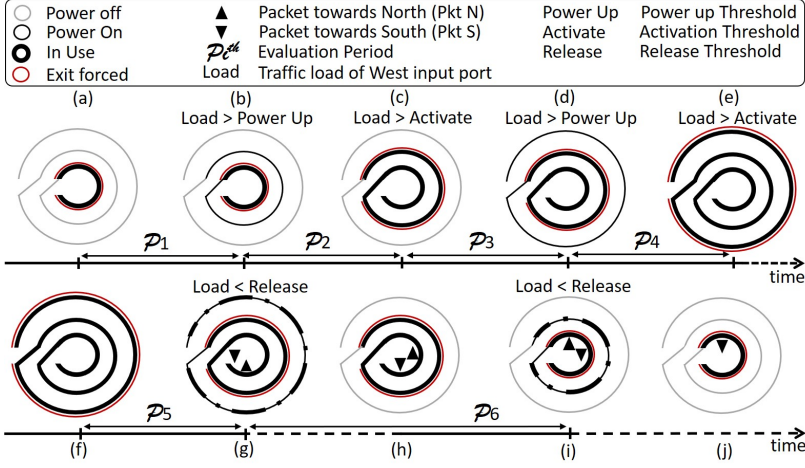 Power off
Power On
In Use
Exit forced
Packet towards North (Pkt N)
Packet towards South (Pkt S)
𝒫iᵗʰ Evaluation Period
Load Traffic load of West input port
Power Up Power up Threshold
Activate Activation Threshold
Release Release Threshold
(a) (b) (c) (d) (e)
Load > Power Up Load > Activate Load > Power Up Load > Activate
𝒫1 𝒫2 𝒫3 𝒫4
time
Load < Release Load < Release
𝒫5 𝒫6
time
(f) (g) (h) (i) (j)